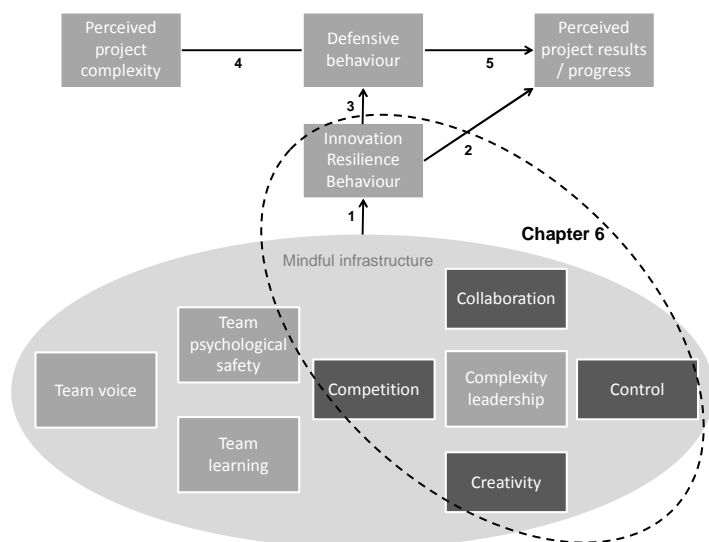 Perceived
project
complexity
4
Defensive
behaviour
5
Perceived
project results
/ progress
3
Innovation
Resilience
Behaviour
2
1
Chapter 6
Mindful infrastructure
Collaboration
Team
psychological
safety
Team voice
Competition
Complexity
leadership
Control
Team
learning
Creativity